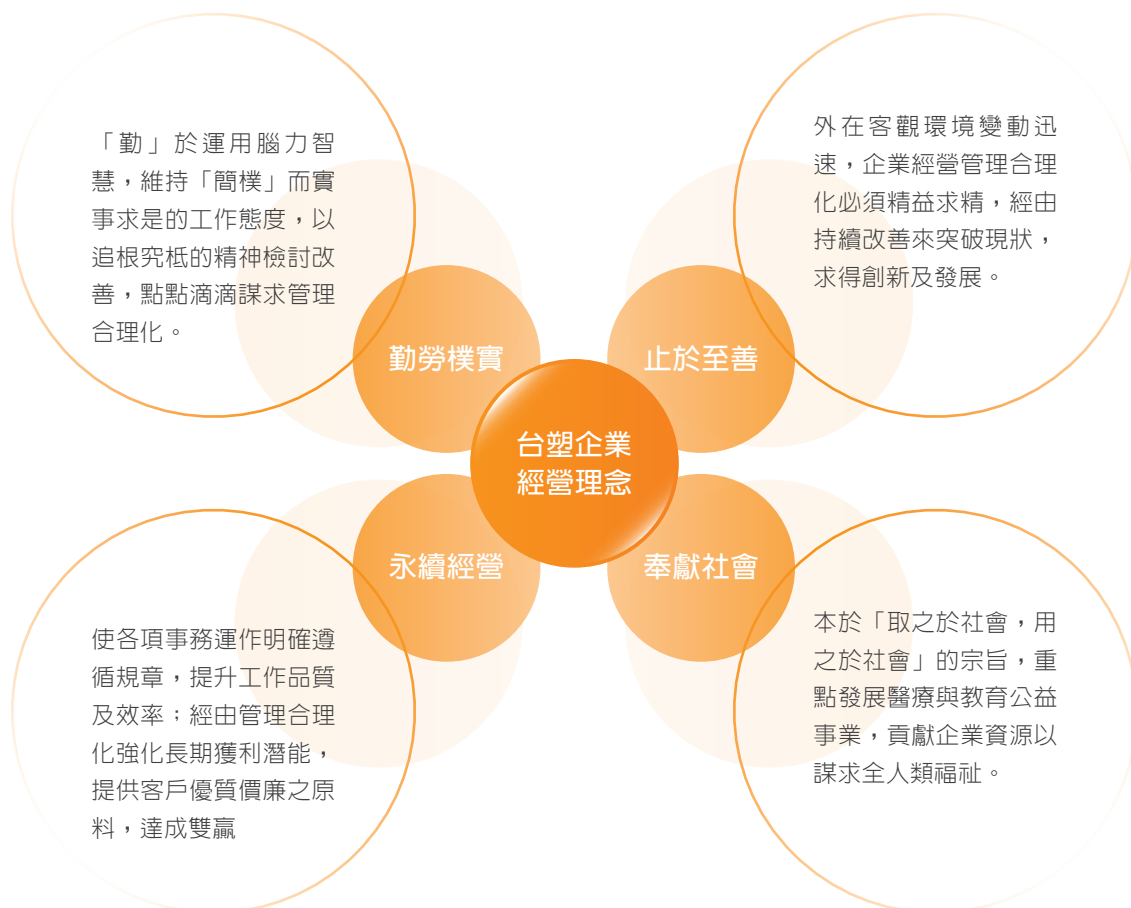 「勤」於運用腦力智
慧，維持「簡樸」而實
事求是的工作態度，以
追根究柢的精神檢討改
善，點點滴滴謀求管理
合理化。
勤勞樸實
外在客觀環境變動迅
速，企業經營管理合理
化必須精益求精，經由
持續改善來突破現狀，
求得創新及發展。
止於至善
台塑企業
經營理念
永續經營
使各項事務運作明確遵
循規章，提升工作品質
及效率；經由管理合理
化強化長期獲利潛能，
提供客戶優質價廉之原
料，達成雙贏
奉獻社會
本於「取之於社會，用
之於社會」的宗旨，重
點發展醫療與教育公益
事業，貢獻企業資源以
謀求全人類福祉。